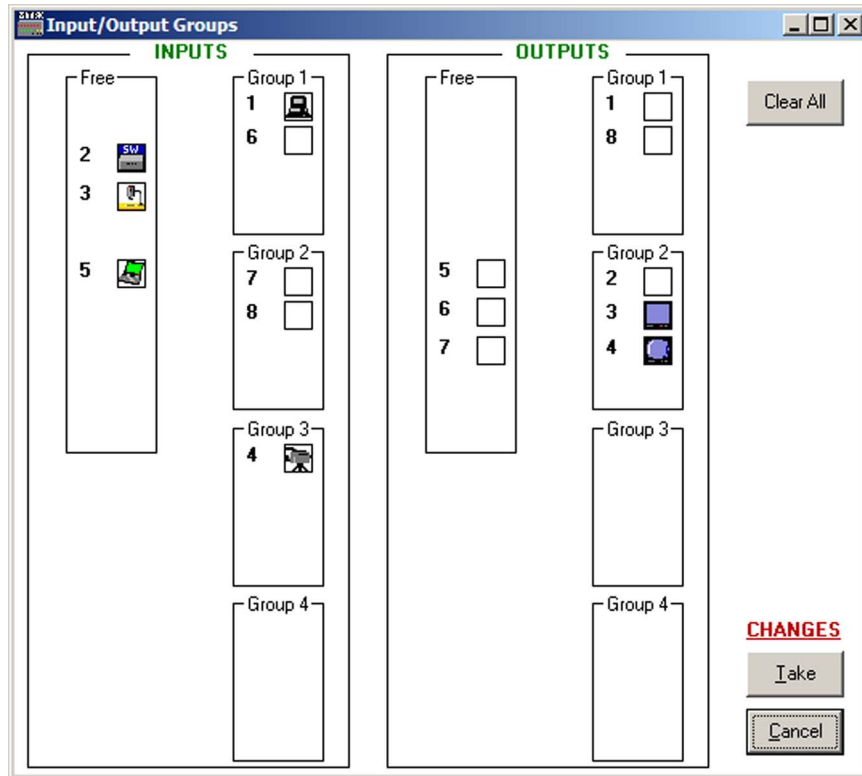 Input/Output Groups
INPUTS
Free
2
SW
3
5
Group 1
1
6
Group 2
7
8
Group 3
4
Group 4
OUTPUTS
Free
5
6
7
Group 1
1
8
Group 2
2
3
4
Group 3
Group 4
Clear All
CHANGES
Take
Cancel